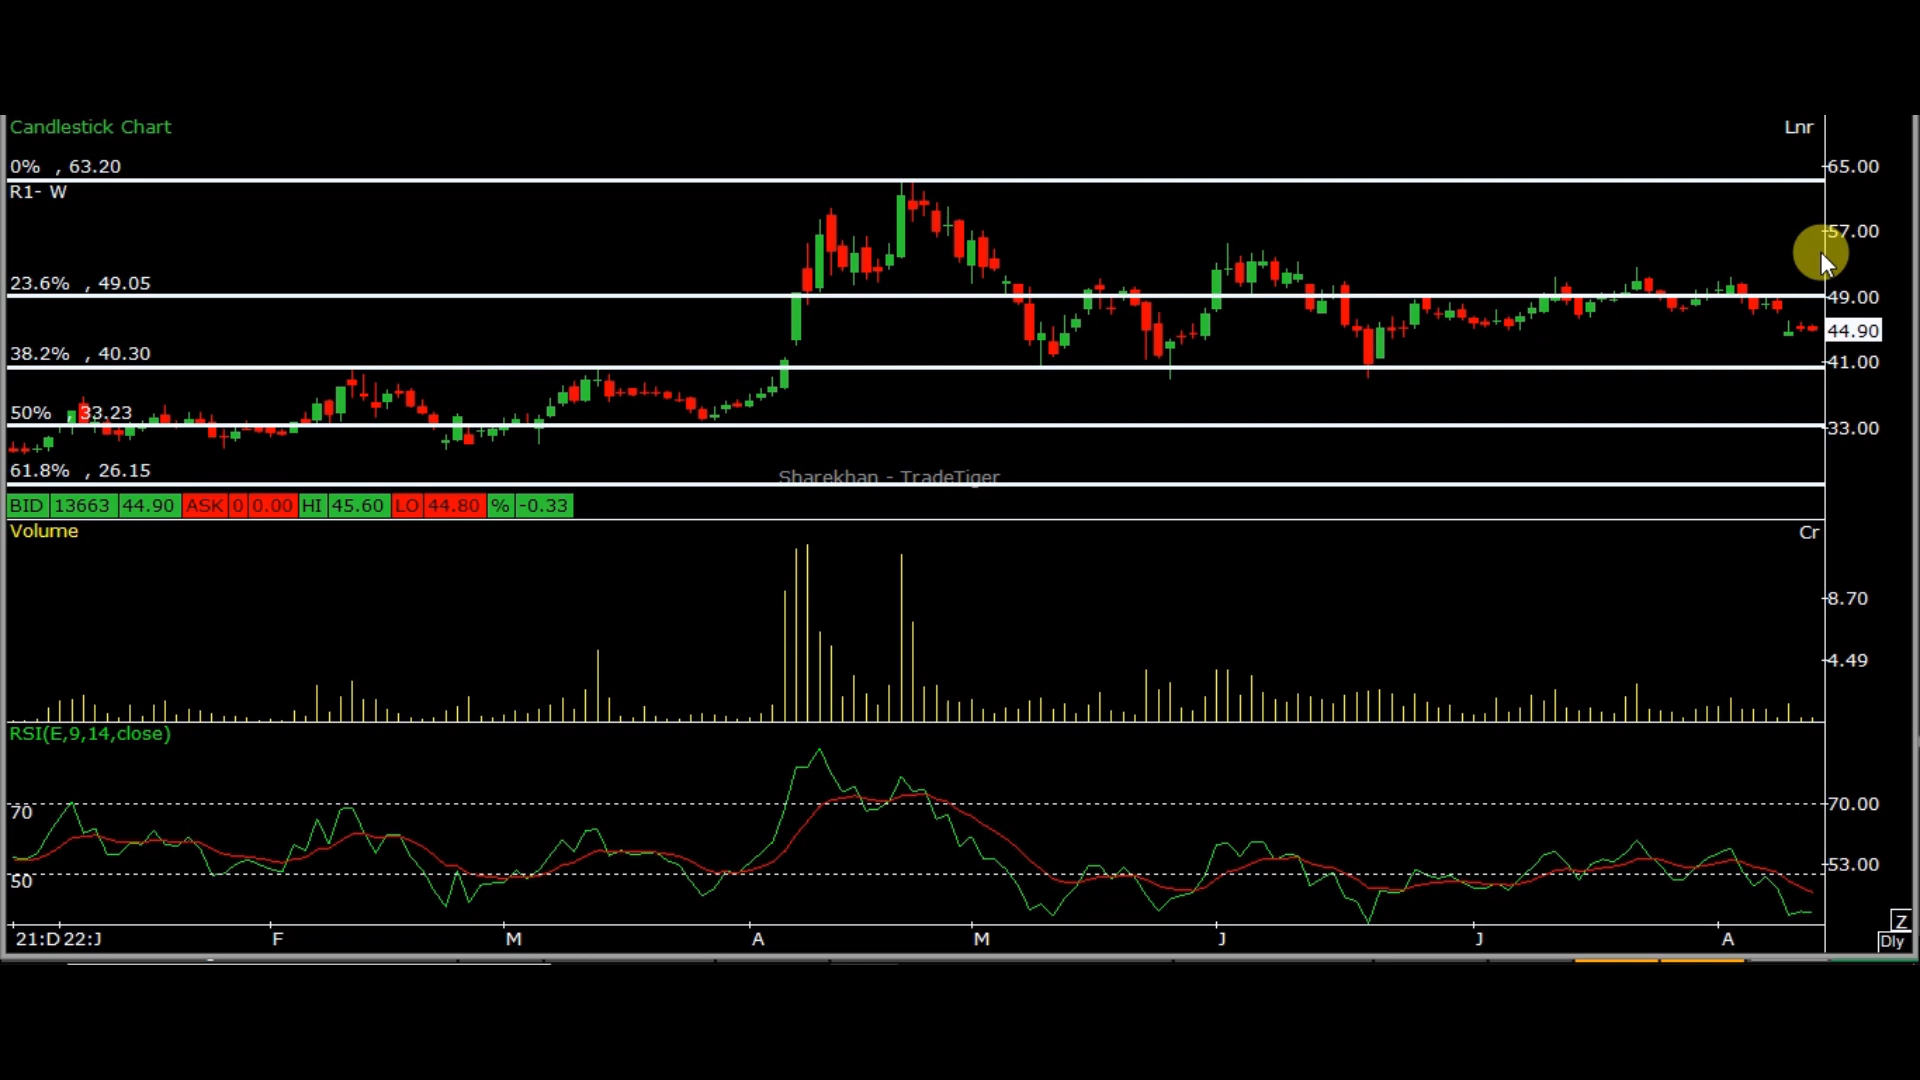 Candlestick Chart
Lnr
0% , 63.20
65.00
R1- W
57.00
23.6% , 49.05
49.00
44.90
38.2% , 40.30
41.00
50% , 33.23
33.00
61.8% , 26.15
Sharekhan - TradeTiger
BID 13663 44.90 ASK 0 0.00 HI 45.60 LO 44.80 % -0.33
Volume
Cr
8.70
4.49
RSI(E,9,14,close)
70
70.00
53.00
50
Z
21:D 22:J F M A M J J A
Dly